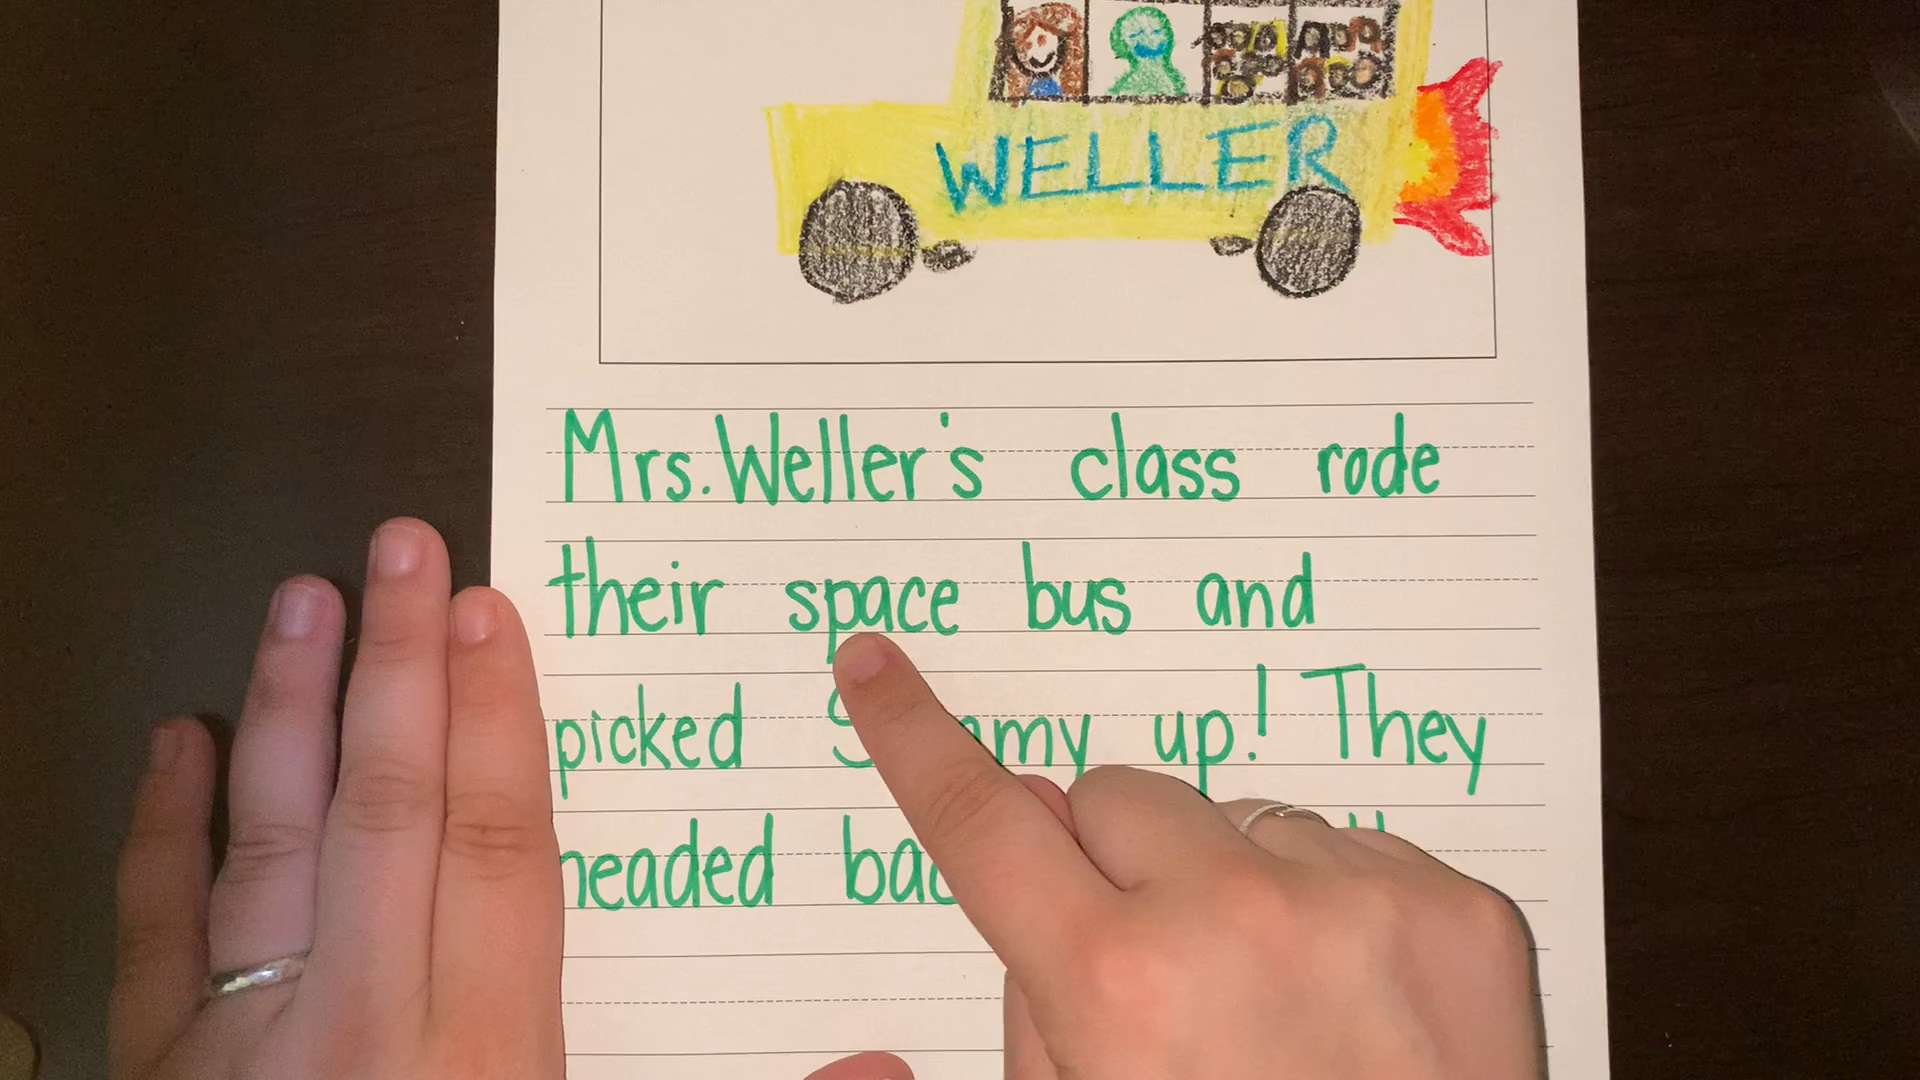 WELLER
Mrs. Weller's class rode
their space bus and
picked up! They
headed